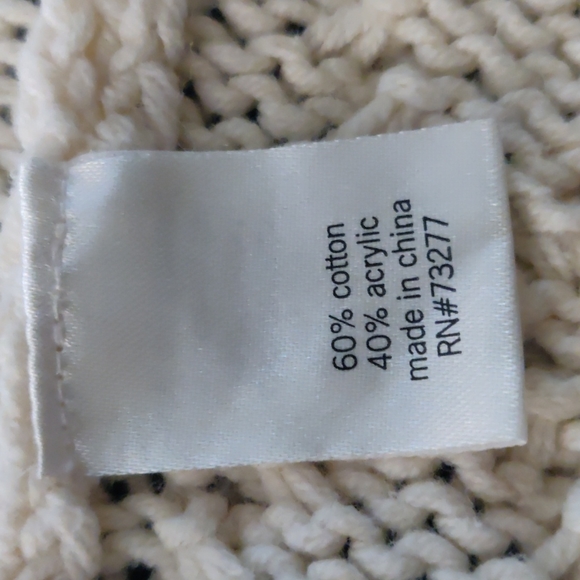 60% cotton
40% acrylic
made in china
RN#73277